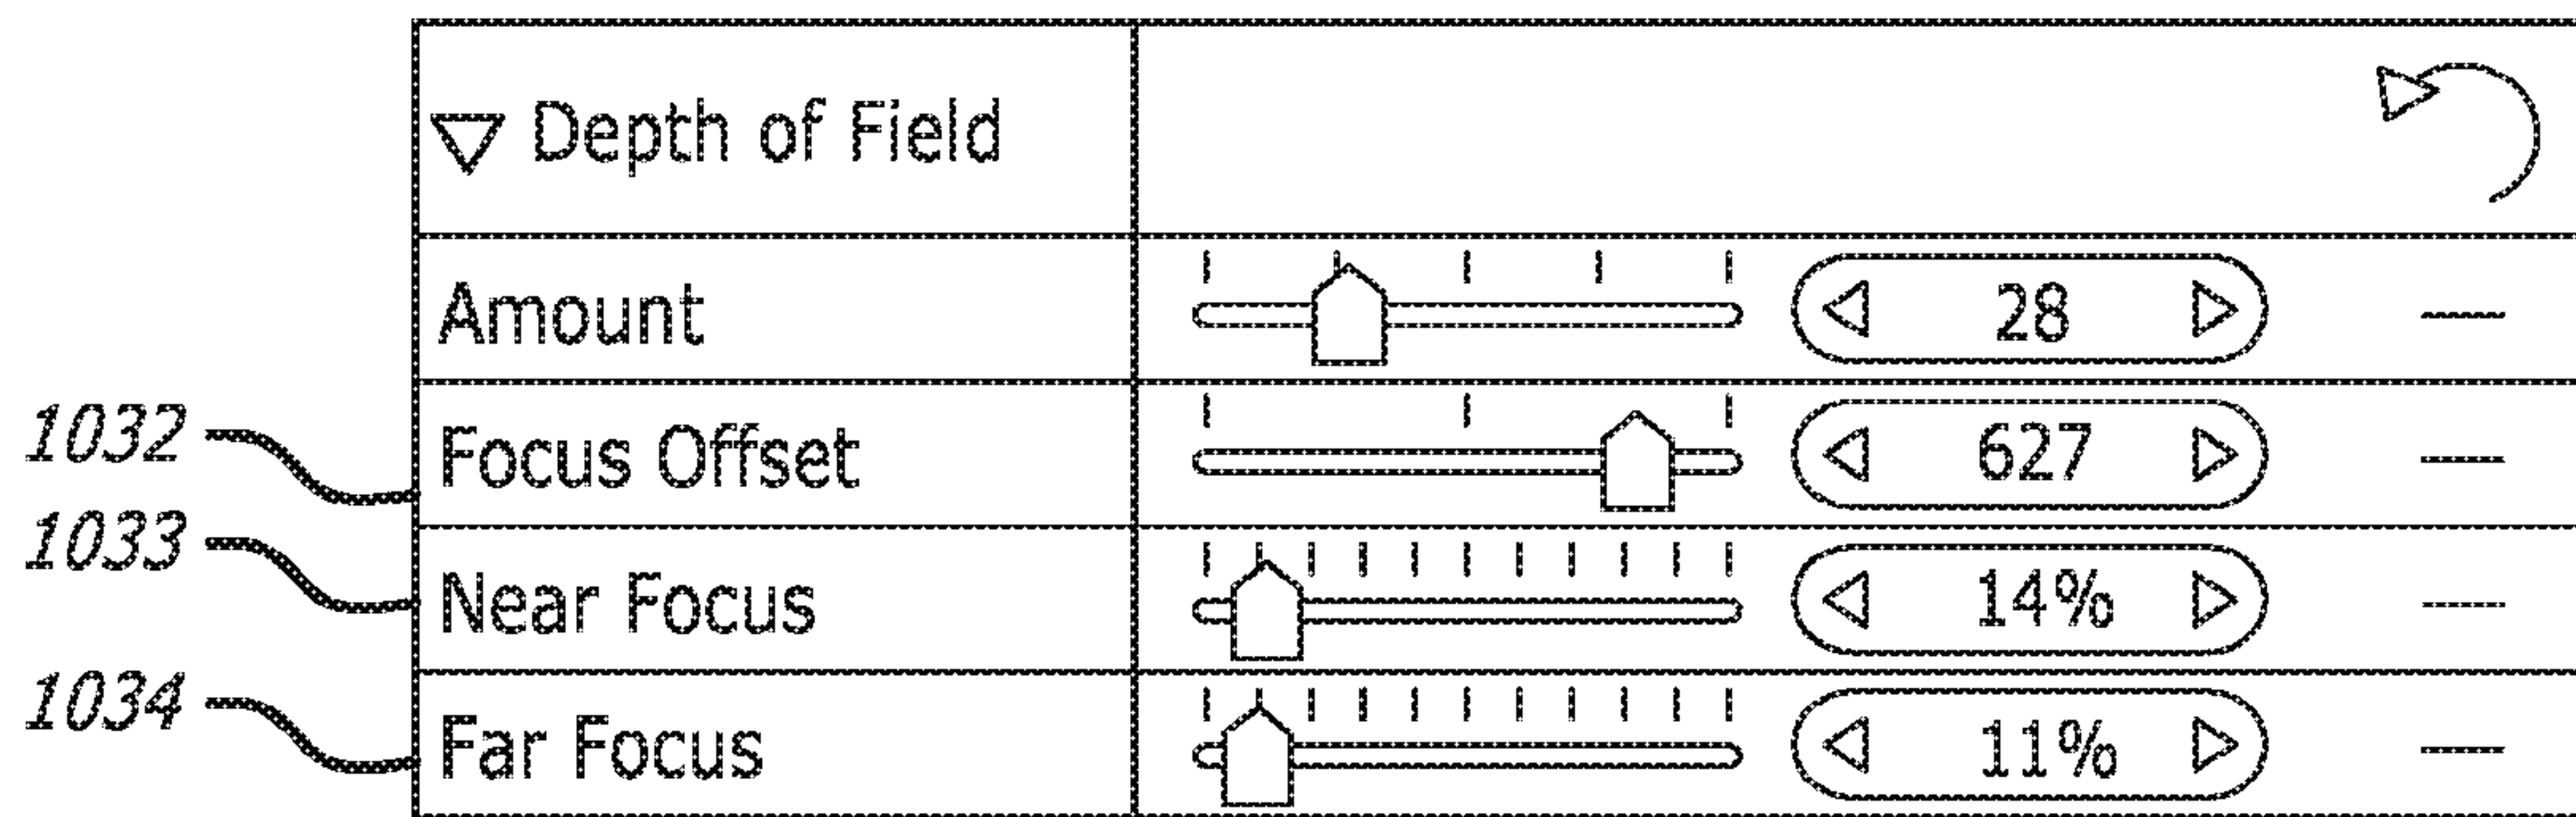 Depth of Field
Amount 28
1032 Focus Offset 627
1033 Near Focus 14%
1034 Far Focus 11%